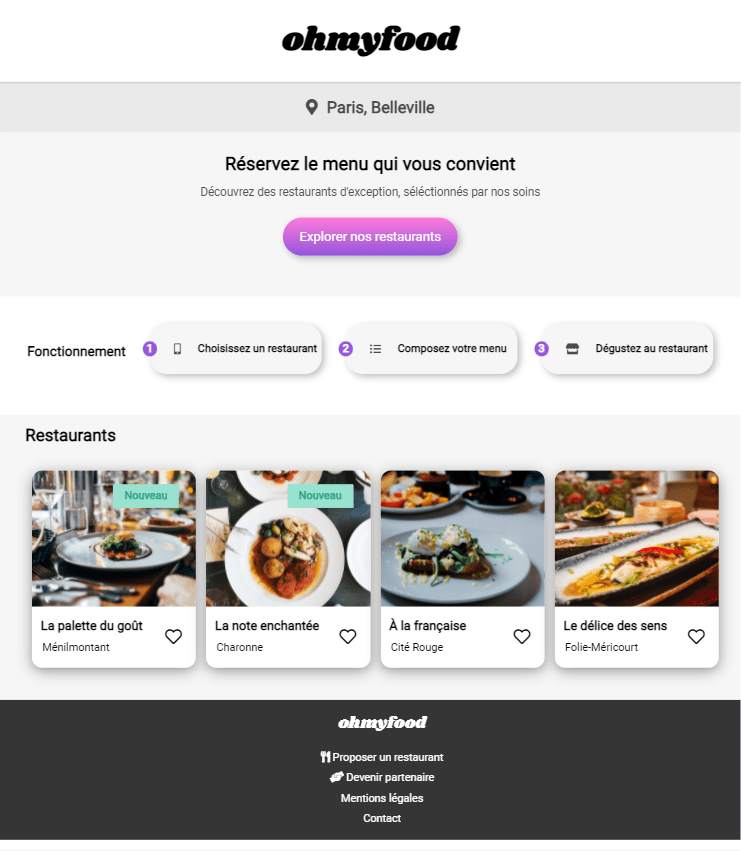 ohmyfood
Paris, Belleville
Réservez le menu qui vous convient
Découvrez des restaurants d'exception, séléctionnés par nos soins
Explorer nos restaurants
Fonctionnement
1 Choisissez un restaurant
2 Composez votre menu
3 Dégustez au restaurant
Restaurants
Nouveau
La palette du goût
Ménilmontant
Nouveau
La note enchantée
Charonne
À la française
Cité Rouge
Le délice des sens
Folie-Méricourt
ohmyfood
Proposer un restaurant
Devenir partenaire
Mentions légales
Contact